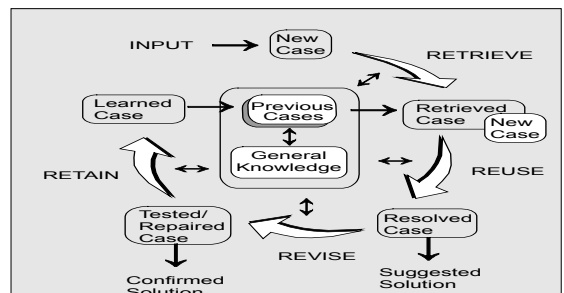 INPUT
New
Case
RETRIEVE
Learned
Case
Previous
Cases
Retrieved
Case
New
Case
General
Knowledge
RETAIN
REUSE
Tested/
Repaired
Case
REVISE
Resolved
Case
Confirmed
Solution
Suggested
Solution